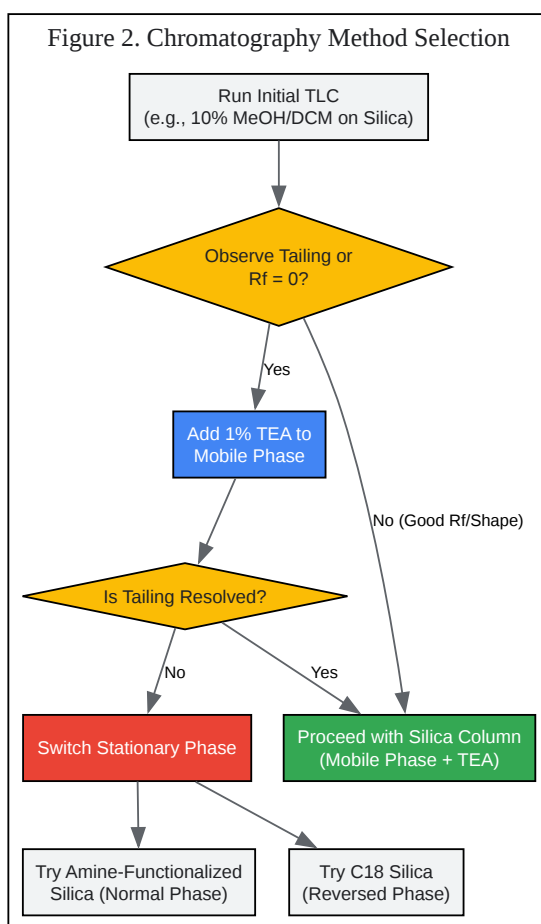 Figure 2. Chromatography Method Selection
Run Initial TLC
(e.g., 10% MeOH/DCM on Silica)
Observe Tailing or
Rf = 0?
Yes
Add 1% TEA to
Mobile Phase
No (Good Rf/Shape)
Is Tailing Resolved?
No
Yes
Switch Stationary Phase
Proceed with Silica Column
(Mobile Phase + TEA)
Try Amine-Functionalized
Silica (Normal Phase)
Try C18 Silica
(Reversed Phase)